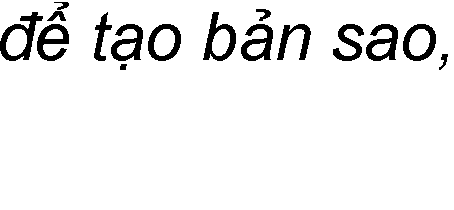 để tạo bản sao,